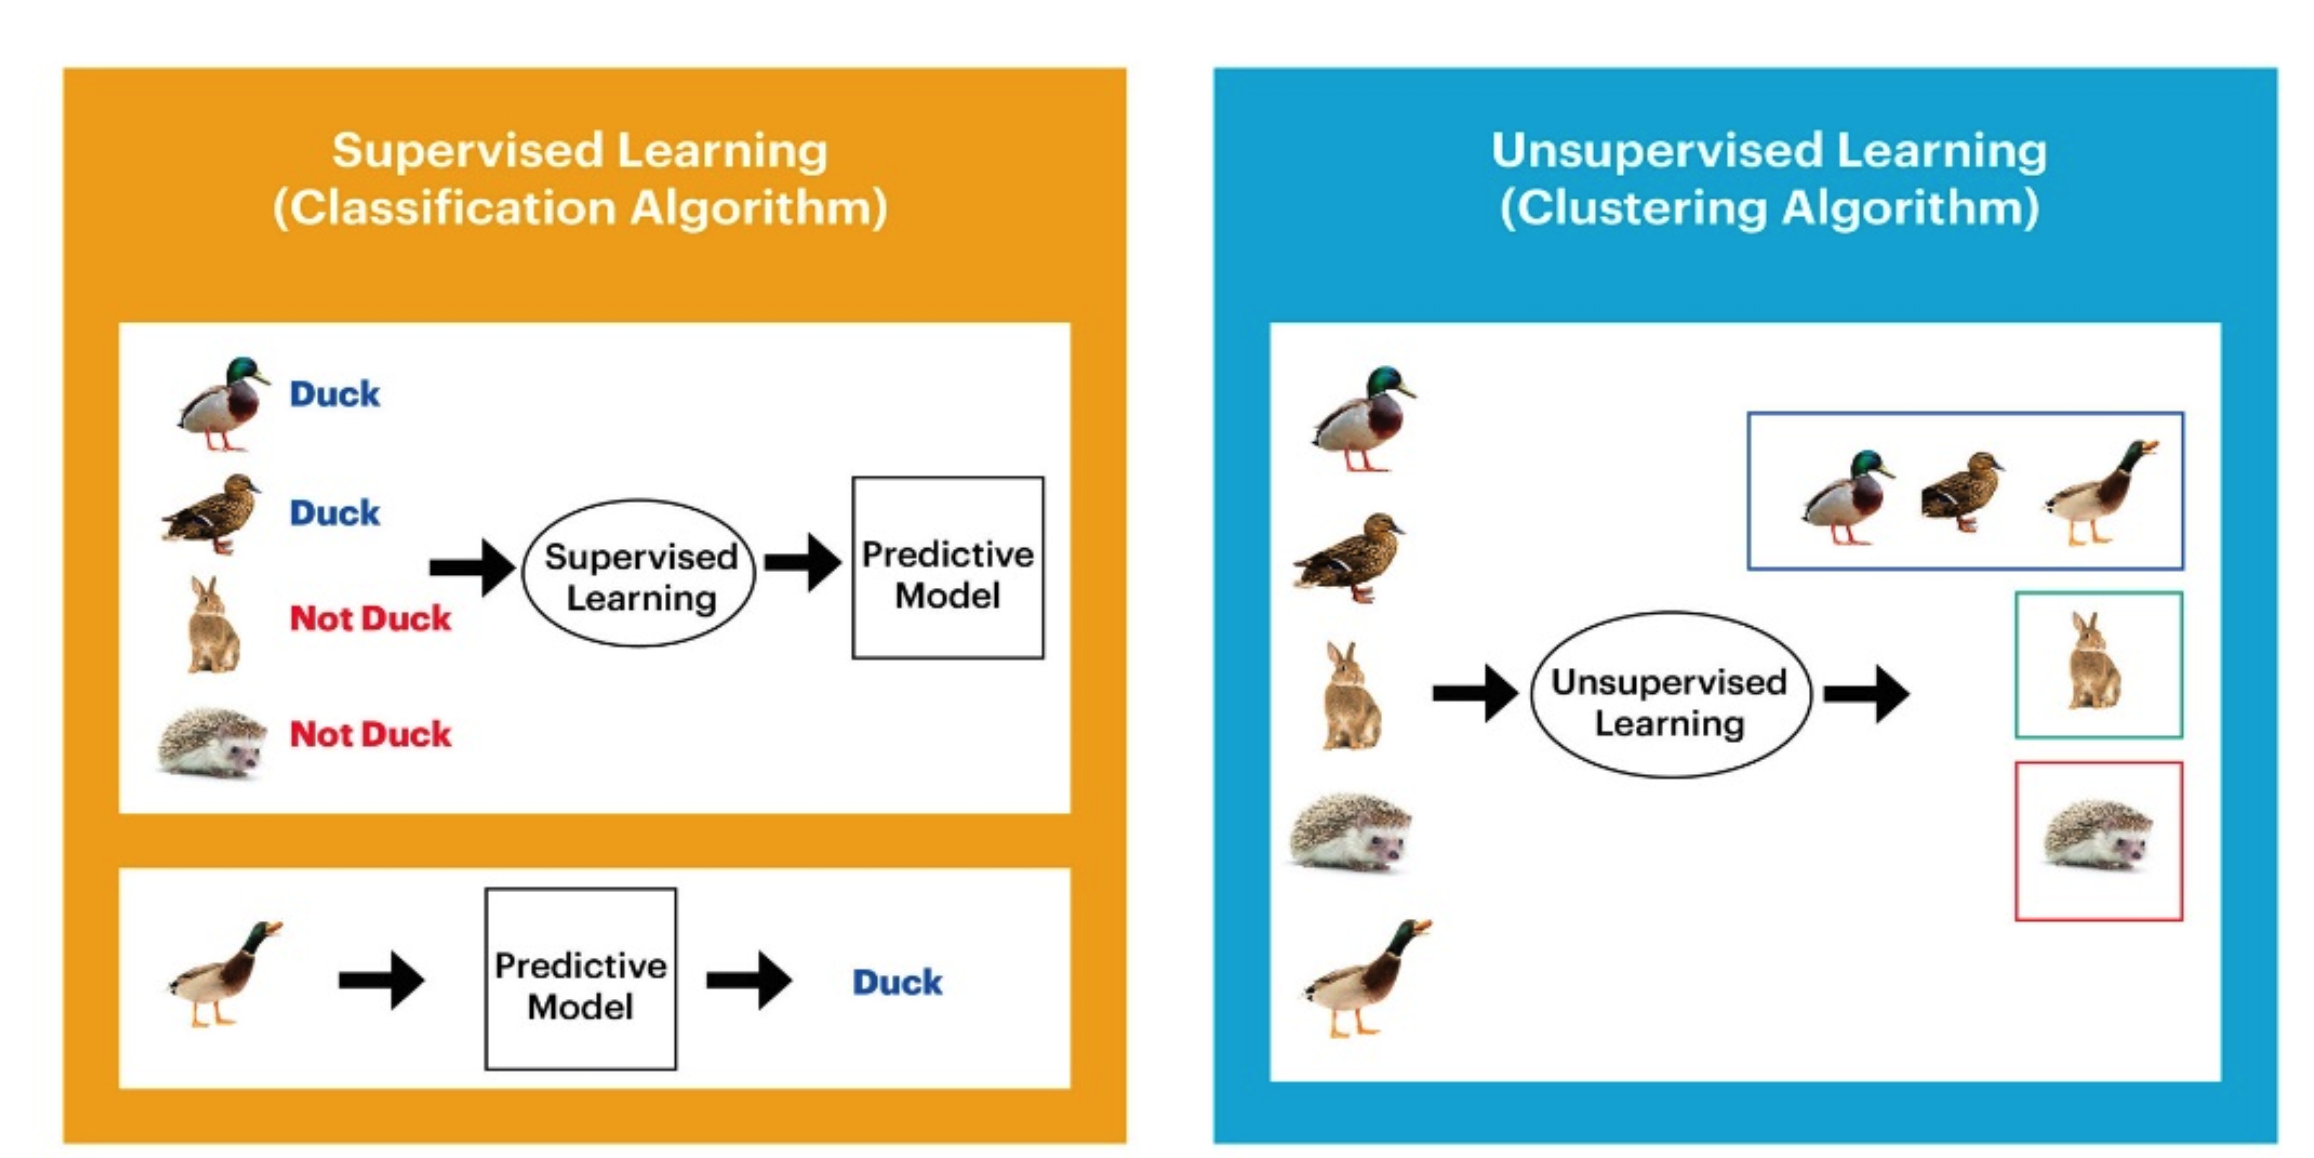 Supervised Learning
(Classification Algorithm)
Duck
Duck
Not Duck
Not Duck
Supervised
Learning
Predictive
Model
Predictive
Model
Duck
Unsupervised Learning
(Clustering Algorithm)
Unsupervised
Learning